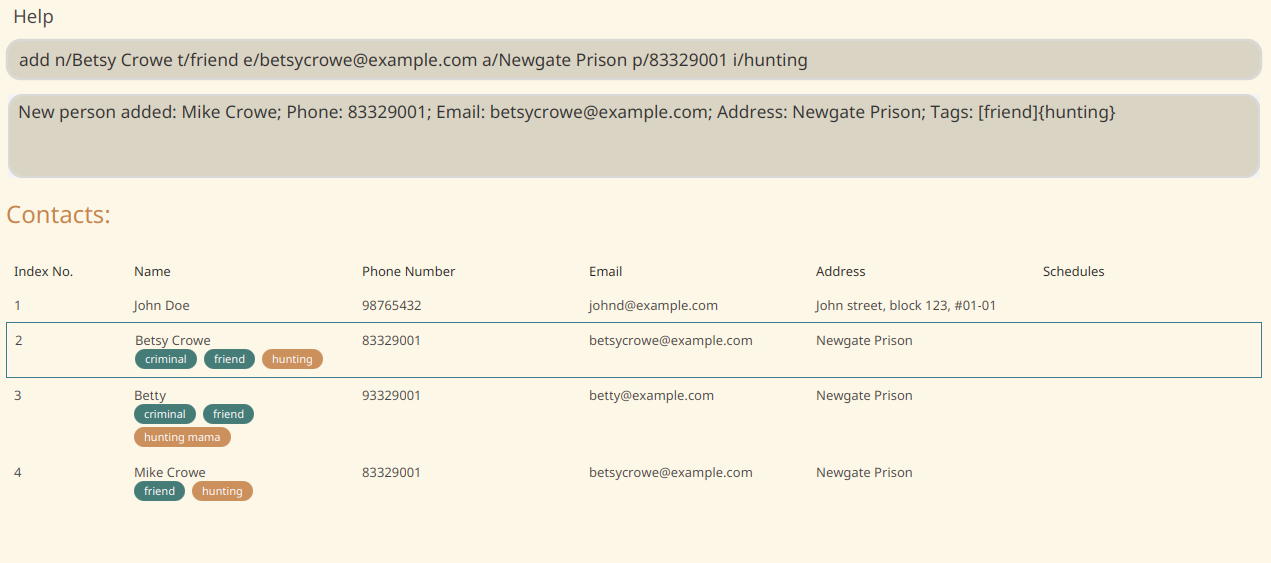 Help
add n/Betsy Crowe t/friend e/betsycrowe@example.com a/Newgate Prison p/83329001 i/hunting
New person added: Mike Crowe; Phone: 83329001; Email: betsycrowe@example.com; Address: Newgate Prison; Tags: [friend]{hunting}
Contacts:
Index No. Name Phone Number Email Address Schedules
1 John Doe 98765432 johnd@example.com John street, block 123, #01-01
2 Betsy Crowe 83329001 betsycrowe@example.com Newgate Prison
criminal friend hunting
3 Betty 93329001 betty@example.com Newgate Prison
criminal friend
hunting mama
4 Mike Crowe 83329001 betsycrowe@example.com Newgate Prison
friend hunting